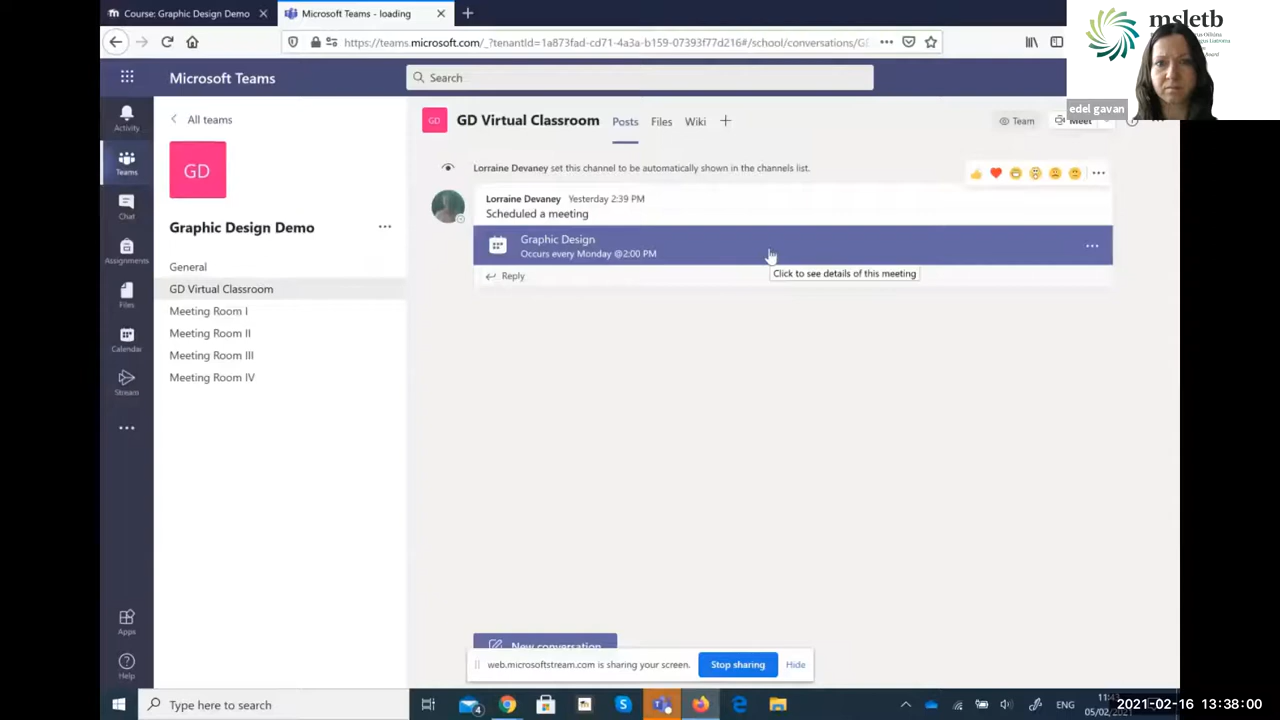 Course: Graphic Design Demo
Microsoft Teams - loading
https://teams.microsoft.com/_?tenantId=1a873fad-cd71-4a3a-b159-07393f77d216#/school/conversations/G
msletb
edel gavan
Microsoft Teams
Search
Activity
Teams
Chat
Assignments
Files
Calendar
Stream
Apps
Help
All teams
GD
Graphic Design Demo
General
GD Virtual Classroom
Meeting Room I
Meeting Room II
Meeting Room III
Meeting Room IV
GD
GD Virtual Classroom
Posts
Files
Wiki
Team
Meet
Lorraine Devaney set this channel to be automatically shown in the channels list.
Lorraine Devaney Yesterday 2:39 PM
Scheduled a meeting
Graphic Design
Occurs every Monday @2:00 PM
Click to see details of this meeting
Reply
New conversation
web.microsoftstream.com is sharing your screen.
Stop sharing
Hide
Type here to search
4
ENG
2021-02-16 13:38:00